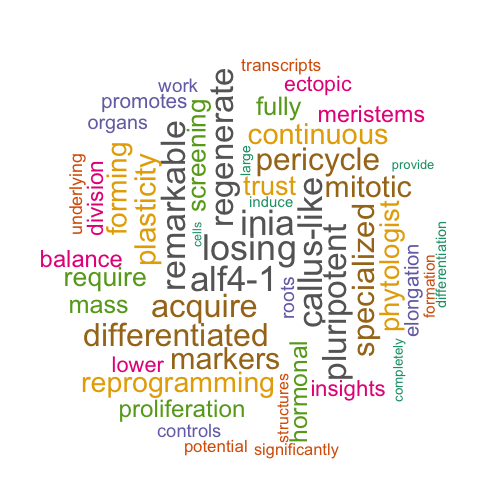 transcripts
work
ectopic
promotes
fully
meristems
organs
screening
regenerate
continuous
large
pericycle
provide
underlying
division
forming
plasticity
remarkable
trust
mitotic
induce
inia
callus-like
cells
losing
pluripotent
specialized
phytologist
elongation
formation
differentiation
balance
require
alf4-1
roots
mass
acquire
differentiated
markers
lower
reprogramming
structures
hormonal
insights
completely
proliferation
controls
potential
significantly